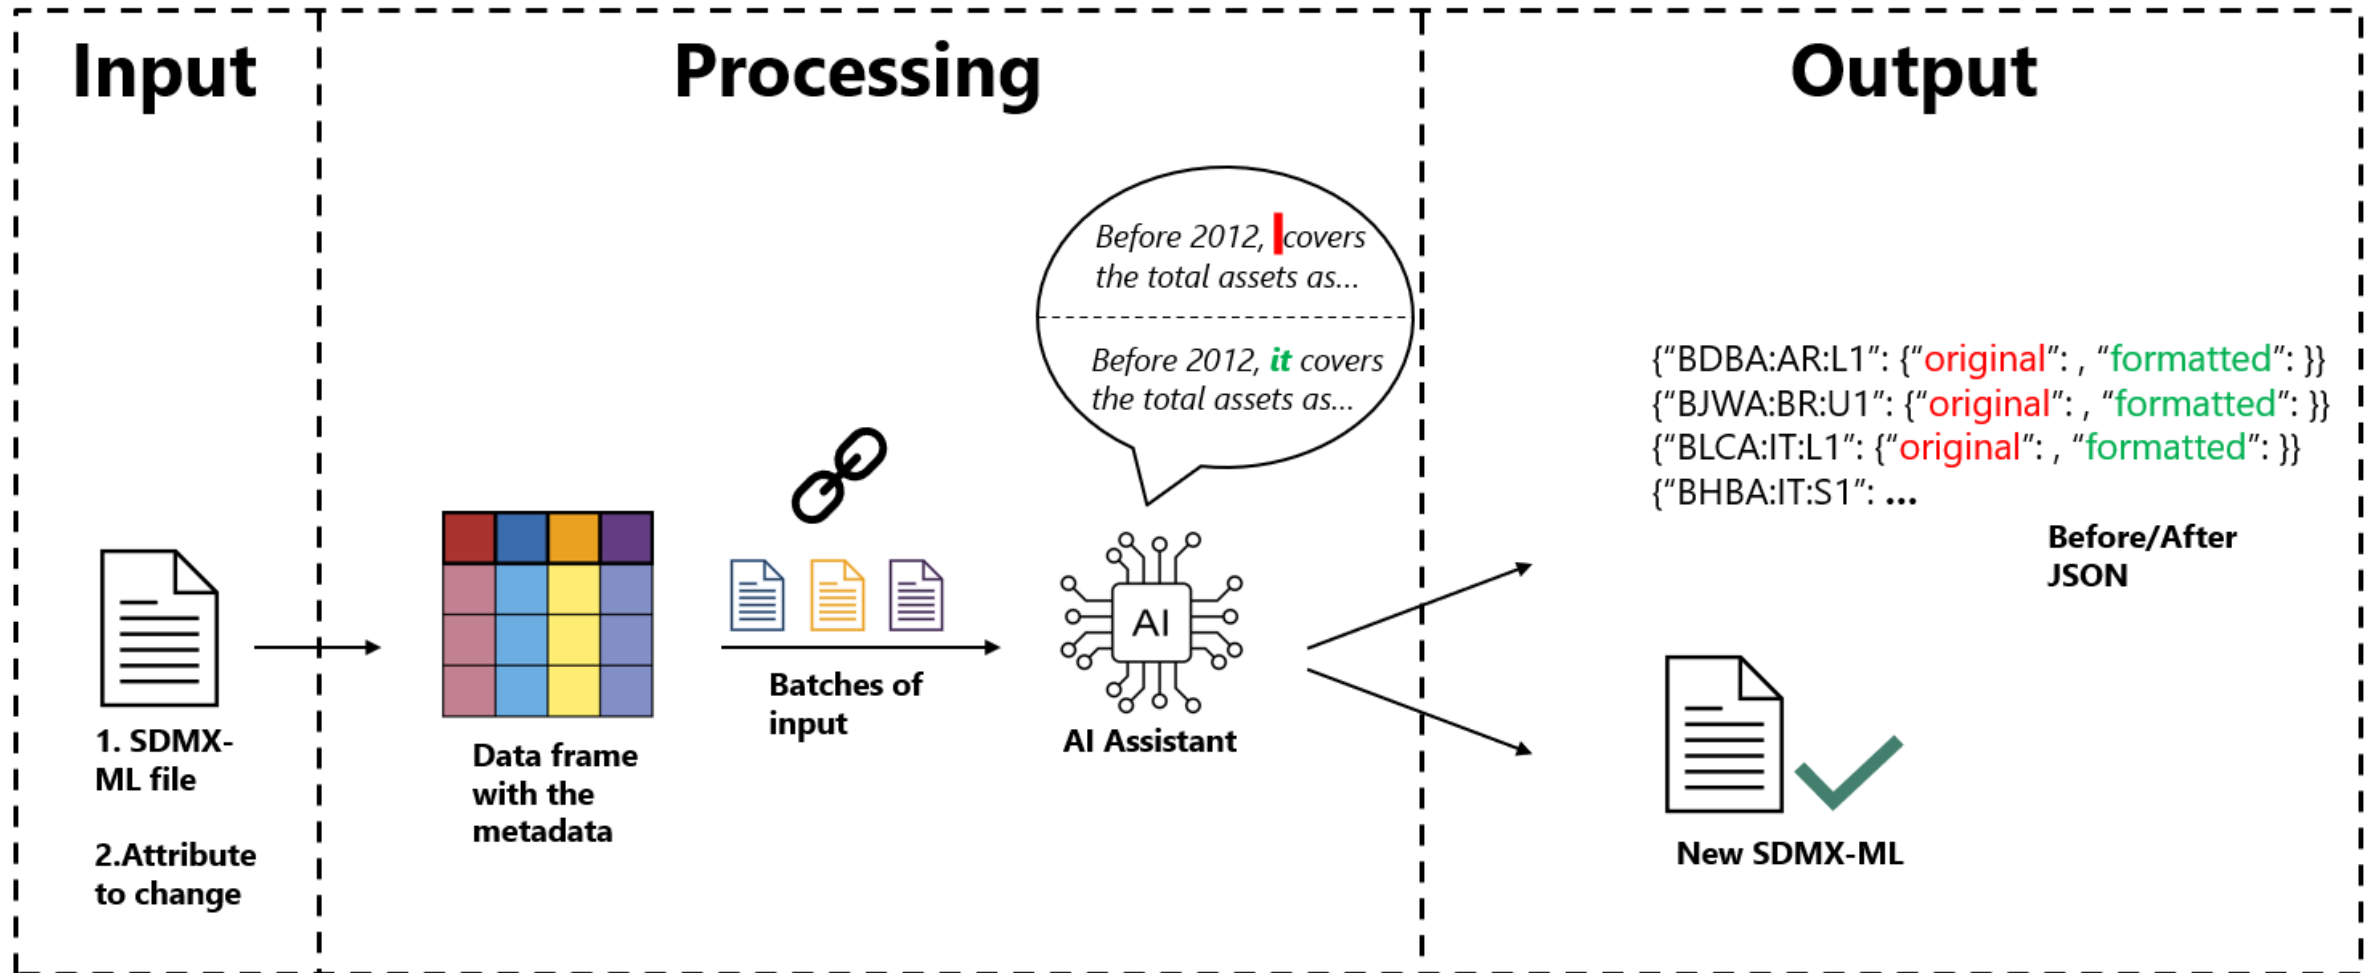 Input
Processing
Output
Before 2012, covers
the total assets as...
Before 2012, it covers
the total assets as...
{“BDBA:AR:L1”: {“original”: , “formatted”: }}
{“BJWA:BR:U1”: {“original”: , “formatted”: }}
{“BLCA:IT:L1”: {“original”: , “formatted”: }}
{“BHBA:IT:S1”: ...
Before/After
JSON
AI
1. SDMX-
ML file
2.Attribute
to change
Data frame
with the
metadata
Batches of
input
AI Assistant
New SDMX-ML